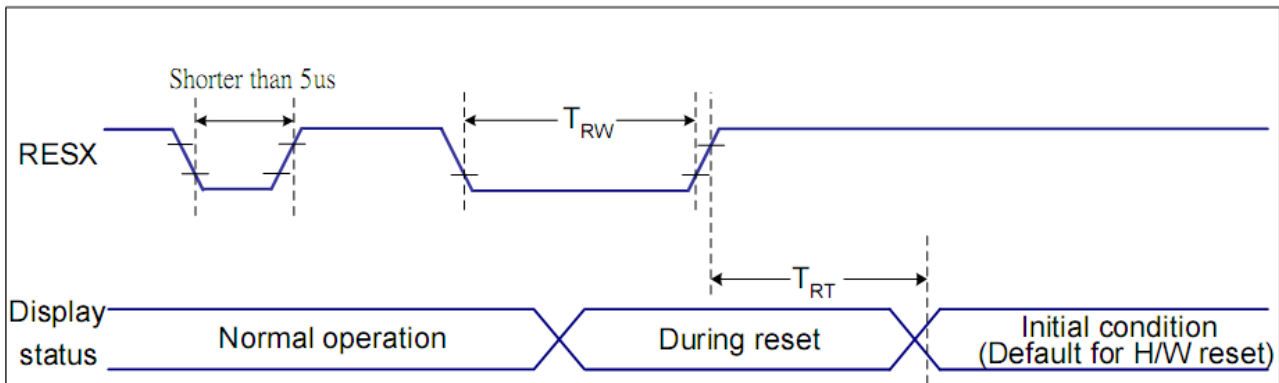 Shorter than 5us
RESX
TRW
TRT
Display
status
Normal operation
During reset
Initial condition
(Default for H/W reset)